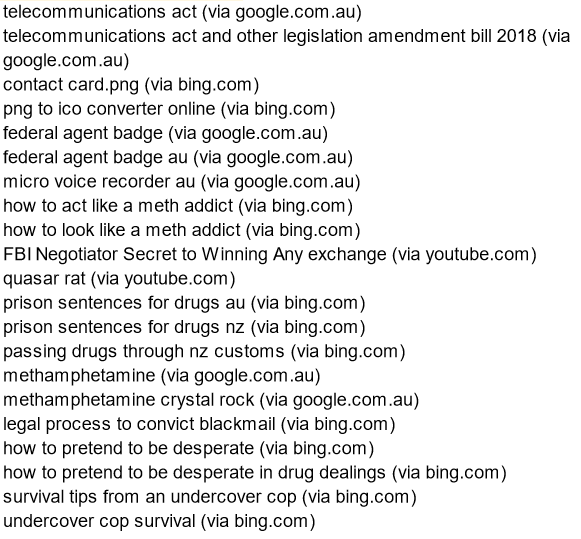 telecommunications act (via google.com.au)
telecommunications act and other legislation amendment bill 2018 (via
google.com.au)
contact card.png (via bing.com)
png to ico converter online (via bing.com)
federal agent badge (via google.com.au)
federal agent badge au (via google.com.au)
micro voice recorder au (via google.com.au)
how to act like a meth addict (via bing.com)
how to look like a meth addict (via bing.com)
FBI Negotiator Secret to Winning Any exchange (via youtube.com)
quasar rat (via youtube.com)
prison sentences for drugs au (via bing.com)
prison sentences for drugs nz (via bing.com)
passing drugs through nz customs (via bing.com)
methamphetamine (via google.com.au)
methamphetamine crystal rock (via google.com.au)
legal process to convict blackmail (via bing.com)
how to pretend to be desperate (via bing.com)
how to pretend to be desperate in drug dealings (via bing.com)
survival tips from an undercover cop (via bing.com)
undercover cop survival (via bing.com)